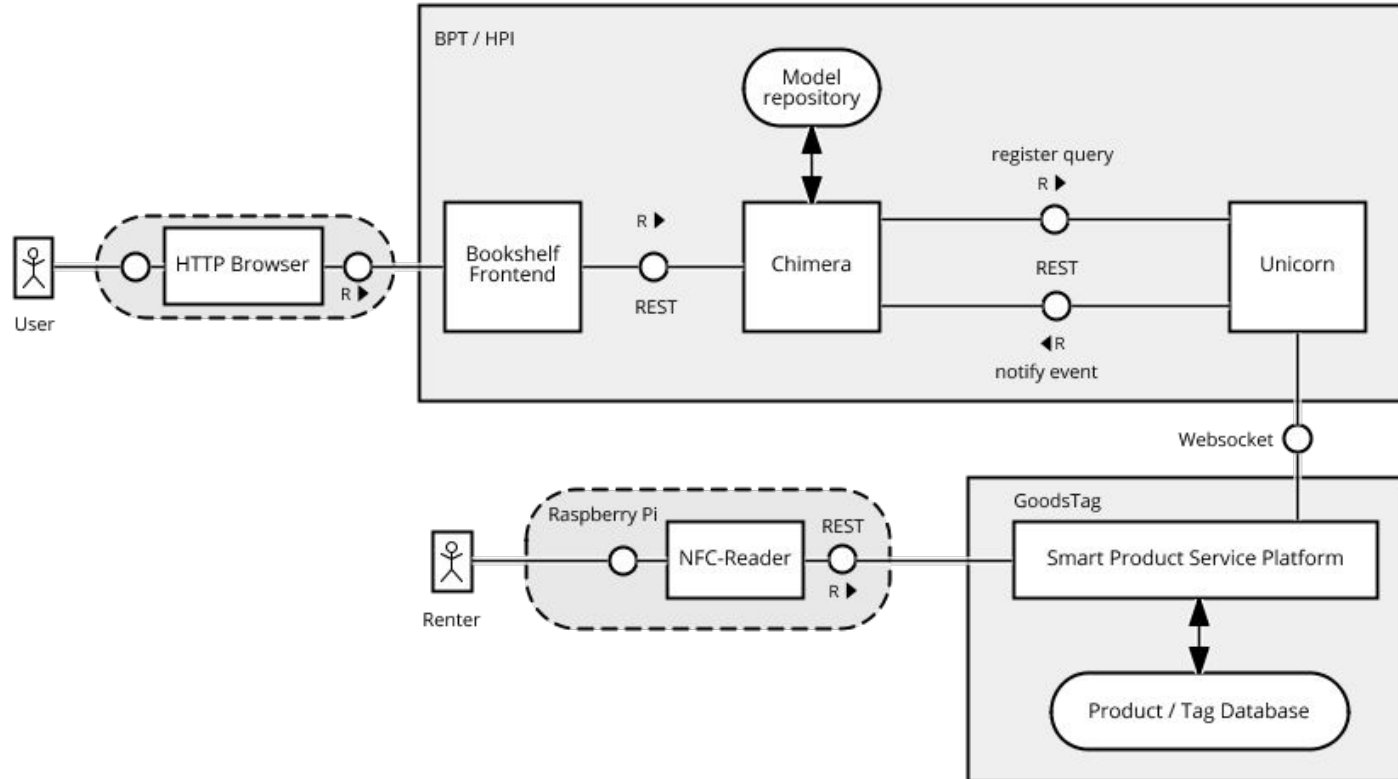 BPT / HPI
Model
repository
register query
R
R
Bookshelf
Frontend
Chimera
Unicorn
HTTP Browser
REST
R
User
REST
R
notify event
Websocket
GoodsTag
Raspberry Pi
REST
NFC-Reader
Smart Product Service Platform
R
Renter
Product / Tag Database